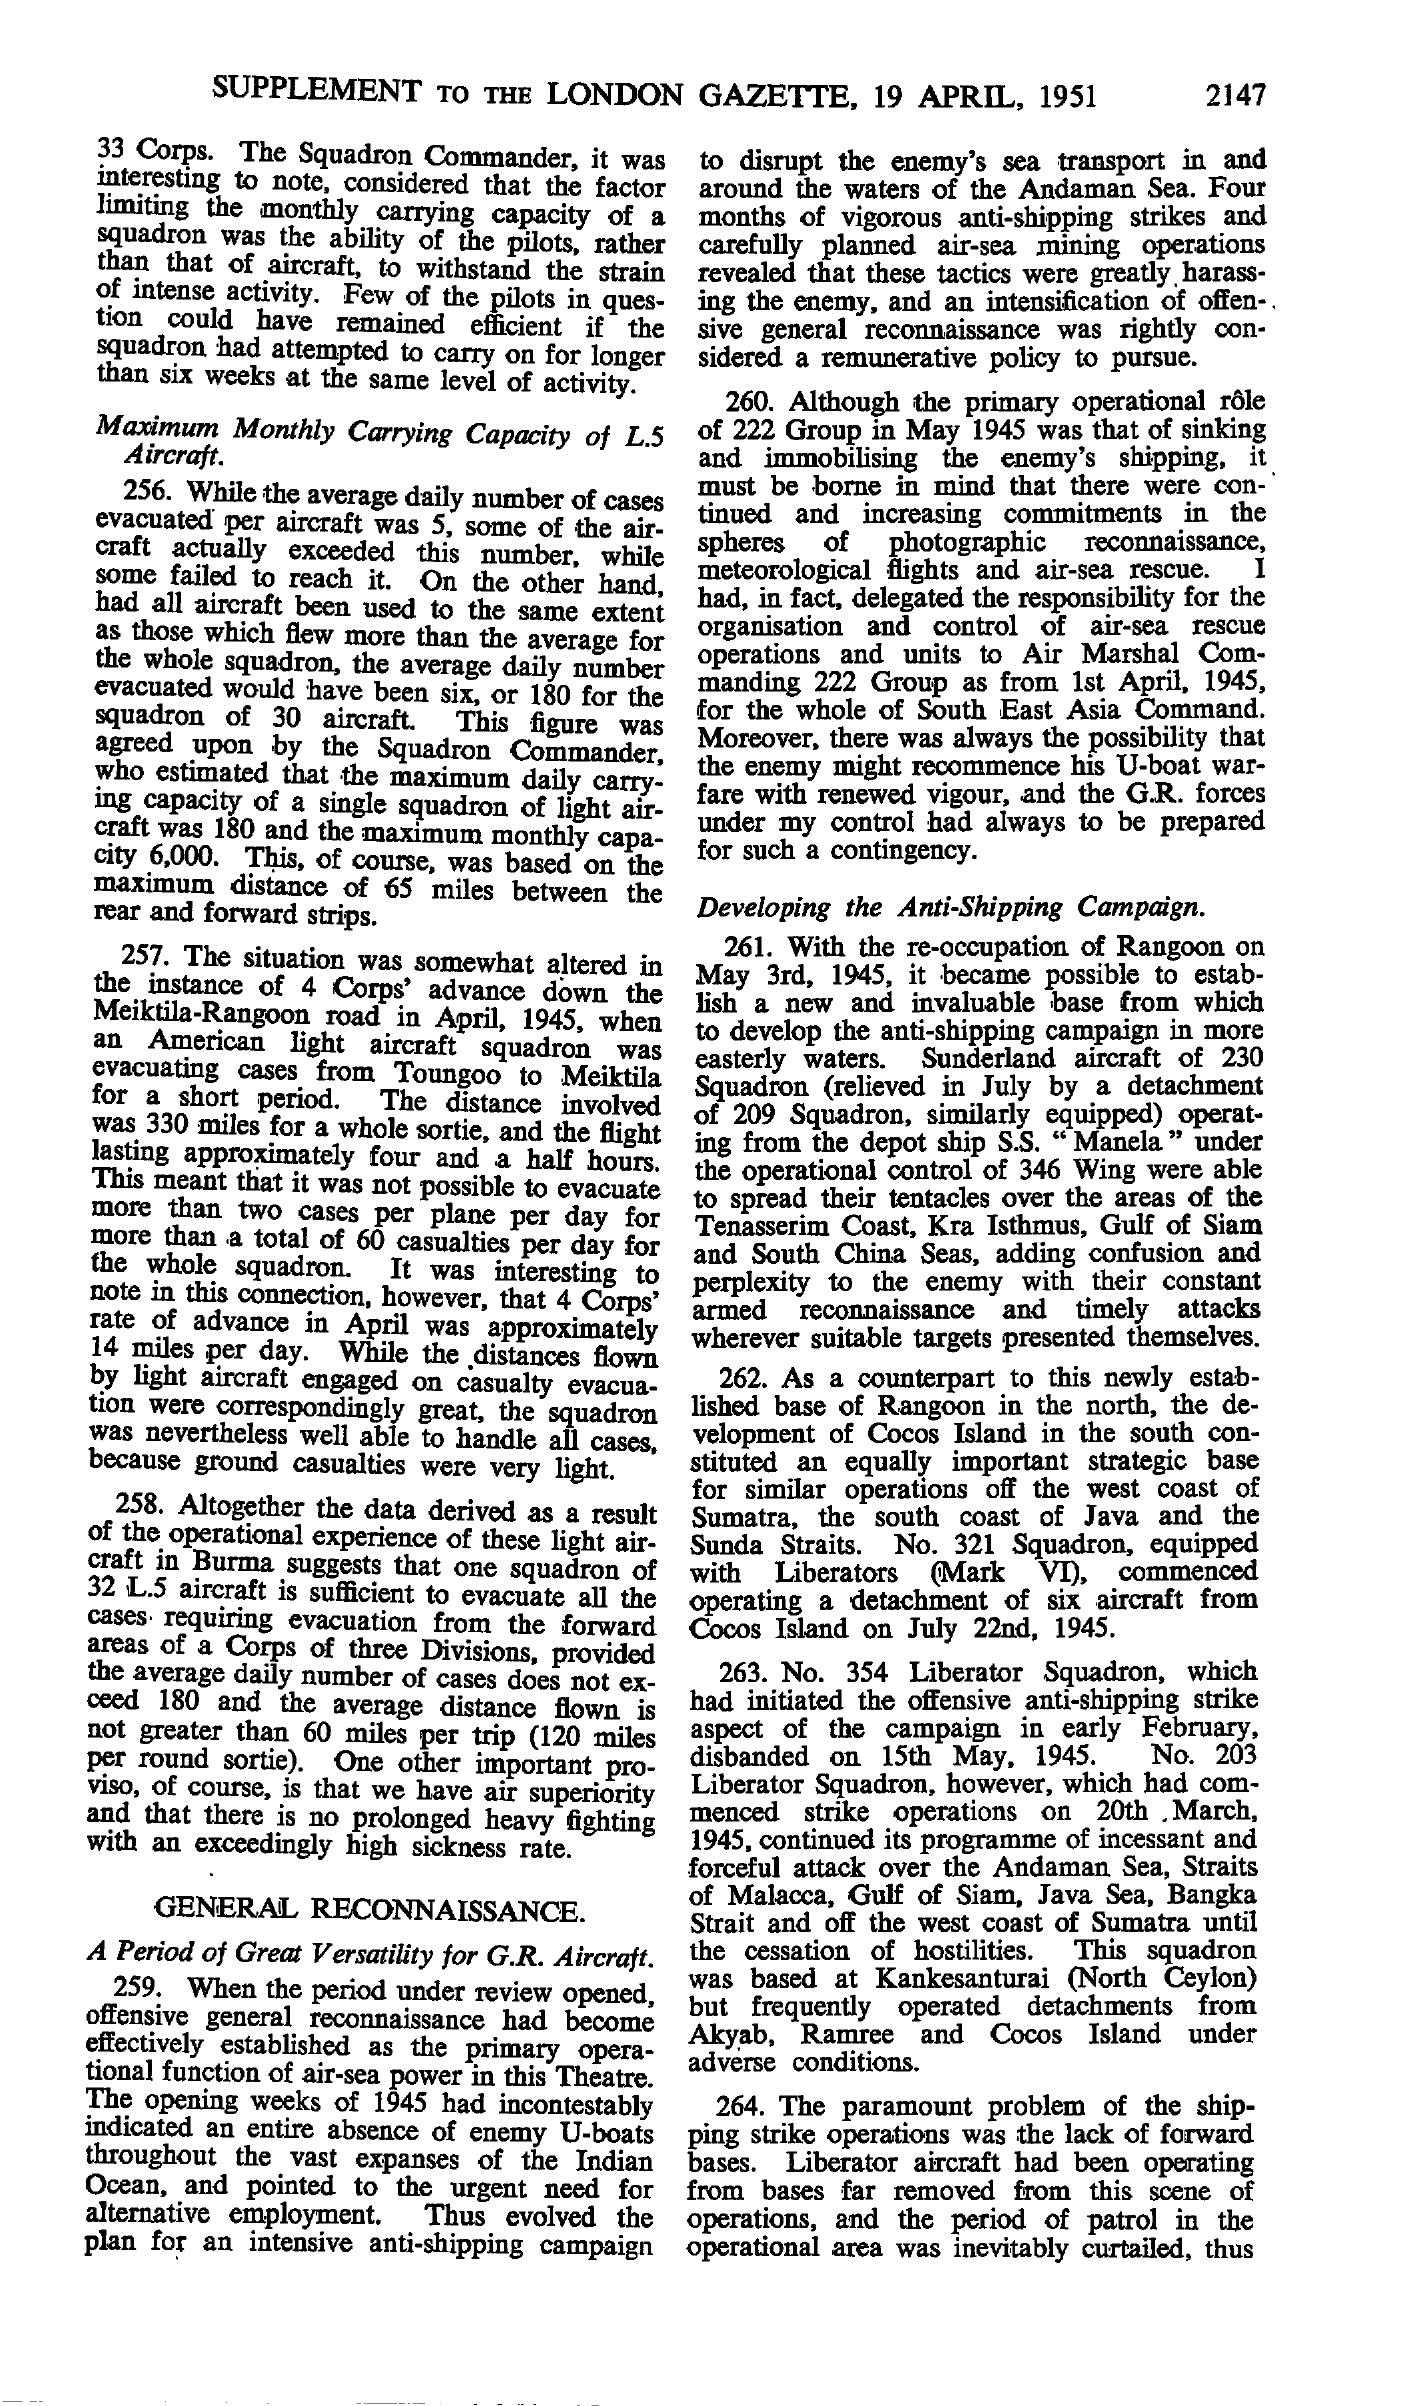 SUPPLEMENT TO THE LONDON GAZETTE, 19 APRIL, 1951 2147
33 Corps. The Squadron Commander, it was
interesting to note, considered that the factor
limiting the monthly carrying capacity of a
squadron was the ability of the pilots, rather
than that of aircraft, to withstand the strain
of intense activity. Few of the pilots in ques-
tion could have remained efficient if the
squadron had attempted to carry on for longer
than six weeks at the same level of activity.
Maximum Monthly Carrying Capacity of L.5
Aircraft.
256. While the average daily number of cases
evacuated per aircraft was 5, some of the air-
craft actually exceeded this number, while
some failed to reach it. On the other hand,
had all aircraft been used to the same extent
as those which flew more than the average for
the whole squadron, the average daily number
evacuated would have been six, or 180 for the
squadron of 30 aircraft. This figure was
agreed upon by the Squadron Commander,
who estimated that the maximum daily carry-
ing capacity of a single squadron of light air-
craft was 180 and the maximum monthly capa-
city 6,000. This, of course, was based on the
maximum distance of 65 miles between the
rear and forward strips.
257. The situation was somewhat altered in
the instance of 4 Corps' advance down the
Meiktila-Rangoon road in April, 1945, when
an American light aircraft squadron was
evacuating cases from Toungoo to Meiktila
for a short period. The distance involved
was 330 miles for a whole sortie, and the flight
lasting approximately four and a half hours.
This meant that it was not possible to evacuate
more than two cases per plane per day for
more than a total of 60 casualties per day for
the whole squadron. It was interesting to
note in this connection, however, that 4 Corps'
rate of advance in April was approximately
14 miles per day. While the distances flown
by light aircraft engaged on casualty evacua-
tion were correspondingly great, the squadron
was nevertheless well able to handle all cases,
because ground casualties were very light.
258. Altogether the data derived as a result
of the operational experience of these light air-
craft in Burma suggests that one squadron of
32 L.5 aircraft is sufficient to evacuate all the
cases requiring evacuation from the forward
areas of a Corps of three Divisions, provided
the average daily number of cases does not ex-
ceed 180 and the average distance flown is
not greater than 60 miles per trip (120 miles
per round sortie). One other important pro-
viso, of course, is that we have air superiority
and that there is no prolonged heavy fighting
with an exceedingly high sickness rate.
GENERAL RECONNAISSANCE.
A Period of Great Versatility for G.R. Aircraft.
259. When the period under review opened,
offensive general reconnaissance had become
effectively established as the primary opera-
tional function of air-sea power in this Theatre.
The opening weeks of 1945 had incontestably
indicated an entire absence of enemy U-boats
throughout the vast expanses of the Indian
Ocean, and pointed to the urgent need for
alternative employment. Thus evolved the
plan for an intensive anti-shipping campaign
to disrupt the enemy's sea transport in and
around the waters of the Andaman Sea. Four
months of vigorous anti-shipping strikes and
carefully planned air-sea mining operations
revealed that these tactics were greatly harass-
ing the enemy, and an intensification of offen-
sive general reconnaissance was rightly con-
sidered a remunerative policy to pursue.
260. Although the primary operational rôle
of 222 Group in May 1945 was that of sinking
and immobilising the enemy's shipping, it
must be borne in mind that there were con-
tinued and increasing commitments in the
spheres of photographic reconnaissance,
meteorological flights and air-sea rescue. I
had, in fact, delegated the responsibility for the
organisation and control of air-sea rescue
operations and units to Air Marshal Com-
manding 222 Group as from 1st April, 1945,
for the whole of South East Asia Command.
Moreover, there was always the possibility that
the enemy might recommence his U-boat war-
fare with renewed vigour, and the G.R. forces
under my control had always to be prepared
for such a contingency.
Developing the Anti-Shipping Campaign.
261. With the re-occupation of Rangoon on
May 3rd, 1945, it became possible to estab-
lish a new and invaluable base from which
to develop the anti-shipping campaign in more
easterly waters. Sunderland aircraft of 230
Squadron (relieved in July by a detachment
of 209 Squadron, similarly equipped) operat-
ing from the depot ship S.S. "Manela" under
the operational control of 346 Wing were able
to spread their tentacles over the areas of the
Tenasserim Coast, Kra Isthmus, Gulf of Siam
and South China Seas, adding confusion and
perplexity to the enemy with their constant
armed reconnaissance and timely attacks
wherever suitable targets presented themselves.
262. As a counterpart to this newly estab-
lished base of Rangoon in the north, the de-
velopment of Cocos Island in the south con-
stituted an equally important strategic base
for similar operations off the west coast of
Sumatra, the south coast of Java and the
Sunda Straits. No. 321 Squadron, equipped
with Liberators (Mark VI), commenced
operating a detachment of six aircraft from
Cocos Island on July 22nd, 1945.
263. No. 354 Liberator Squadron, which
had initiated the offensive anti-shipping strike
aspect of the campaign in early February,
disbanded on 15th May, 1945. No. 203
Liberator Squadron, however, which had com-
menced strike operations on 20th March,
1945, continued its programme of incessant and
forceful attack over the Andaman Sea, Straits
of Malacca, Gulf of Siam, Java Sea, Bangka
Strait and off the west coast of Sumatra until
the cessation of hostilities. This squadron
was based at Kankesanturai (North Ceylon)
but frequently operated detachments from
Akyab, Ramree and Cocos Island under
adverse conditions.
264. The paramount problem of the ship-
ping strike operations was the lack of forward
bases. Liberator aircraft had been operating
from bases far removed from this scene of
operations, and the period of patrol in the
operational area was inevitably curtailed, thus